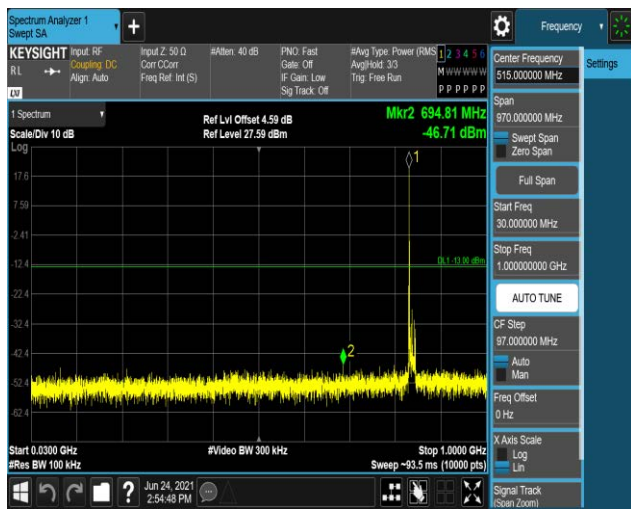 Spectrum Analyzer 1
Swept SA
Frequency
KEYSIGHT
RL
LXI
Input: RF
Coupling: DC
Align: Auto
Input Z: 50 Ω
Corr CCorr
Freq Ref: Int (S)
#Atten: 40 dB
PNO: Fast
Gate: Off
IF Gain: Low
Sig Track: Off
#Avg Type: Power (RMS
Avg|Hold: 3/3
Trig: Free Run
1 2 3 4 5 6
M W W W W W
P P P P P P
1 Spectrum
Scale/Div 10 dB
Log
Ref Lvl Offset 4.59 dB
Ref Level 27.59 dBm
Mkr2 694.81 MHz
-46.71 dBm
1
17.6
7.59
-2.41
-12.4
DL1 -13.00 dBm
-22.4
-32.4
-42.4
2
-52.4
-62.4
Start 0.0300 GHz
#Res BW 100 kHz
#Video BW 300 kHz
Stop 1.0000 GHz
Sweep ~93.5 ms (10000 pts)
Jun 24, 2021
2:54:48 PM
Center Frequency
515.000000 MHz
Settings
Span
970.000000 MHz
Swept Span
Zero Span
Full Span
Start Freq
30.000000 MHz
Stop Freq
1.000000000 GHz
AUTO TUNE
CF Step
97.000000 MHz
Auto
Man
Freq Offset
0 Hz
X Axis Scale
Log
Lin
Signal Track
(Span Zoom)